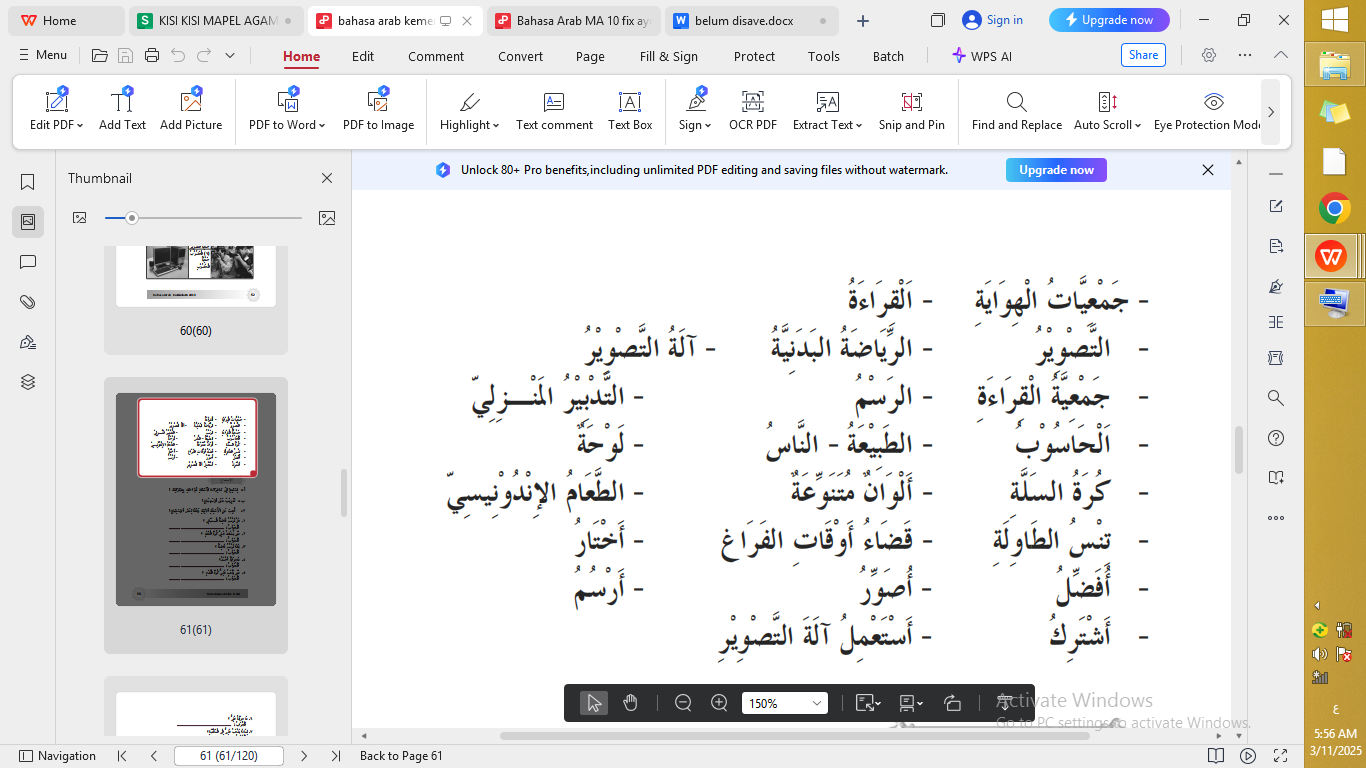 Home
KISI KISI MAPEL AGAM
bahasa arab keme
Bahasa Arab MA 10 fix ay
belum disave.docx
Sign in
Upgrade now
Menu
Home
Edit
Comment
Convert
Page
Fill & Sign
Protect
Tools
Batch
WPS AI
Share
Edit PDF
Add Text
Add Picture
PDF to Word
PDF to Image
Highlight
Text comment
Text Box
Sign
OCR PDF
Extract Text
Snip and Pin
Find and Replace
Auto Scroll
Eye Protection Mode
Thumbnail
Unlock 80+ Pro benefits,including unlimited PDF editing and saving files without watermark.
Upgrade now
60(60)
61(61)
- جَمْعِيَّاتُ الْهِوَايَةِ - اَلْقِرَاءَةُ
- التَّصْوِيْرُ - الرِّيَاضَةُ البَدَنِيَّةُ - آلَةُ التَّصْوِيْرُ
- جَمْعِيَّةُ الْقِرَاءَةِ - الرَسْمُ - التَّدْبِيْرُ المَنْـــزِلِيّ
- اَلْحَاسُوْبُ - الطَبِيْعَةُ - النَّاسُ - لَوْحَةٌ
- كُرَةُ السَلَّةِ - أَلْوَانٌ مُتَنَوِّعَةٌ - الطَّعَامُ الإِنْدُوْنِيسِيّ
- تِنْسُ الطَاوِلَةِ - قَضَاءُ أَوْقَاتِ الفَرَاغ - أَخْتَارُ
- أُفَضِّلُ - أُصَوِّرُ - أَرْسُمُ
- أَشْتَرِكُ - أَسْتَعْمِلُ آلَةَ التَّصْوِيْرِ
150%
Activate Windows
Go to PC settings to activate Windows.
Navigation
61 (61/120)
Back to Page 61
ع
5:56 AM
3/11/2025